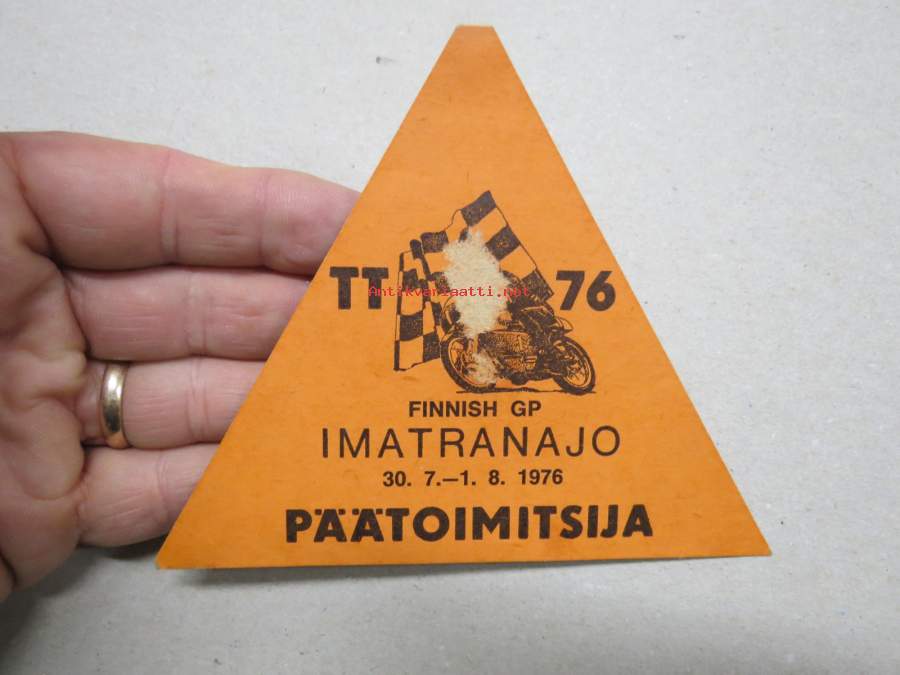 TT 76
Antikvariaatti.net
FINNISH GP
IMATRANAJO
30. 7.—1. 8. 1976
PÄÄTOIMITSIJA